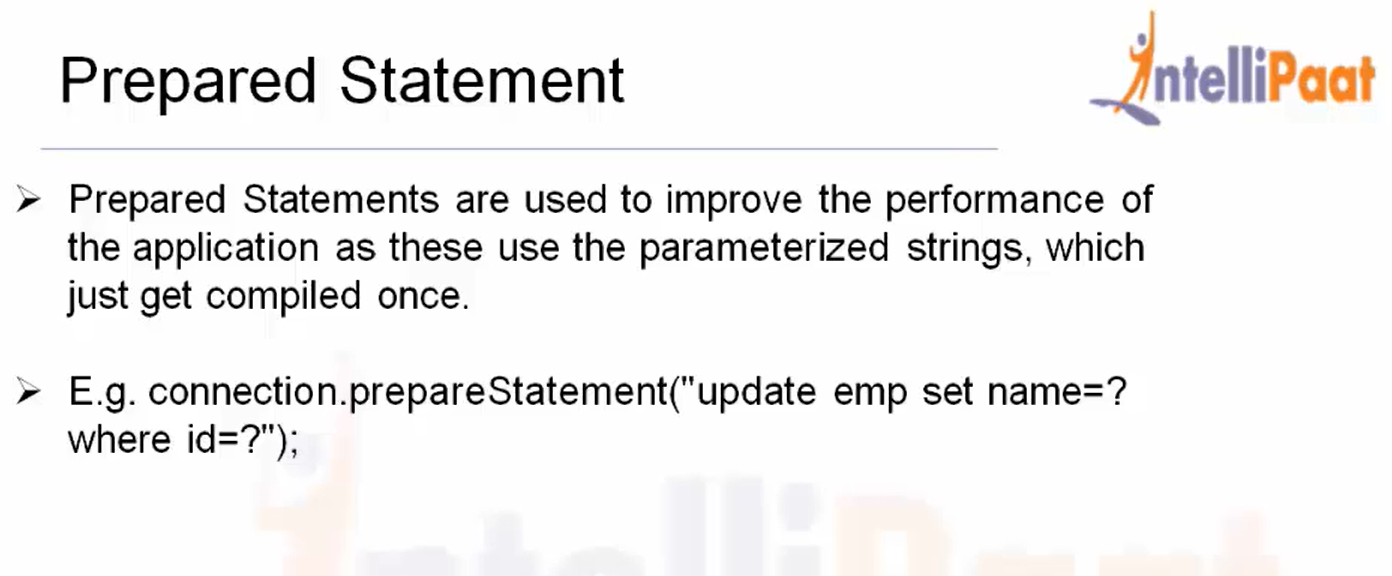 Prepared Statement
IntelliPaat
➢ Prepared Statements are used to improve the performance of
the application as these use the parameterized strings, which
just get compiled once.
➢ E.g. connection.prepareStatement("update emp set name=?
where id=?");
IntelliPaat